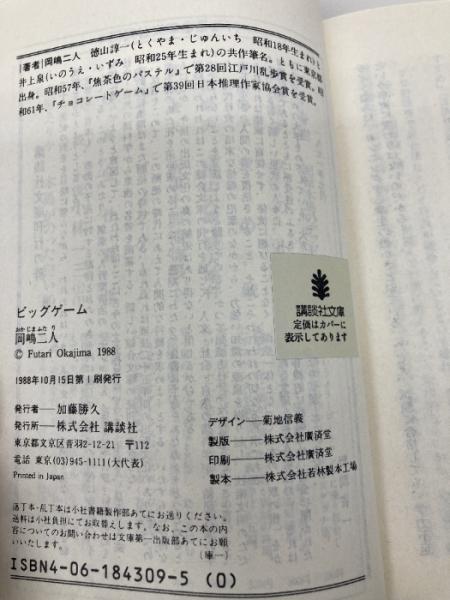 ｜著者｜岡嶋二人　徳山諄一(とくやま・じゅんいち　昭和18年生まれ)と
井上泉(いのうえ・いずみ　昭和25年生まれ)の共作筆名。ともに東京都
出身。昭和57年、『焦茶色のパステル』で第28回江戸川乱歩賞を受賞。昭
和61年、『チョコレートゲーム』で第39回日本推理作家協会賞を受賞。
ビッグゲーム
おかじまふたり
岡嶋二人
© Futari Okajima 1988
1988年10月15日第1刷発行
発行者――加藤勝久
発行所――株式会社 講談社
東京都文京区音羽2-12-21 〒112
電話 東京(03)945-1111(大代表)
Printed in Japan
講談社文庫
定価はカバーに
表示してあります
デザイン――菊地信義
製版――株式会社廣済堂
印刷――株式会社廣済堂
製本――株式会社若林製本工場
落丁本・乱丁本は小社書籍製作部あてにお送りください。
送料は小社負担にてお取替えします。なお、この本の内
容についてのお問い合わせは文庫第一出版部あてにお願
いいたします。
(庫一)
ISBN4-06-184309-5 (0)